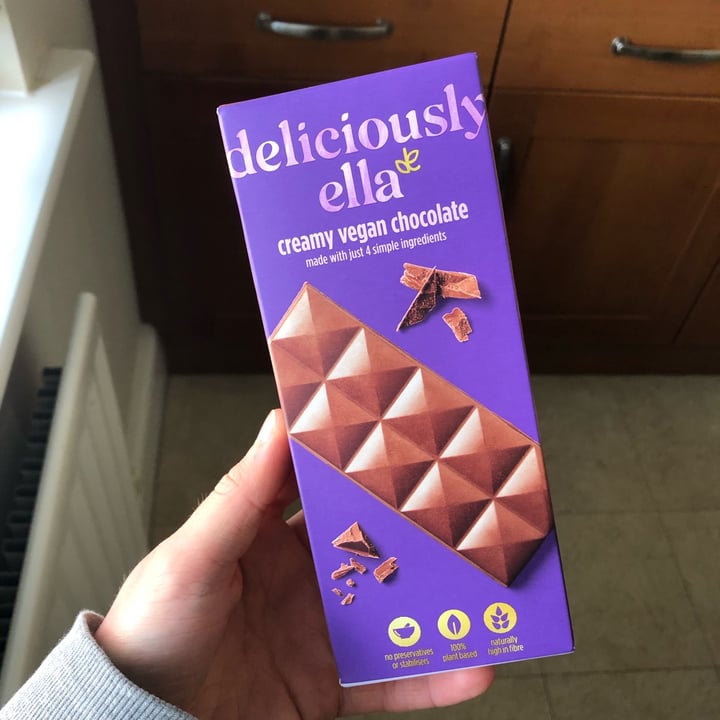 deliciously
ella
creamy vegan chocolate
made with just 4 simple ingredients
no preservatives
or stabilisers
100%
plant based
naturally
high in fibre